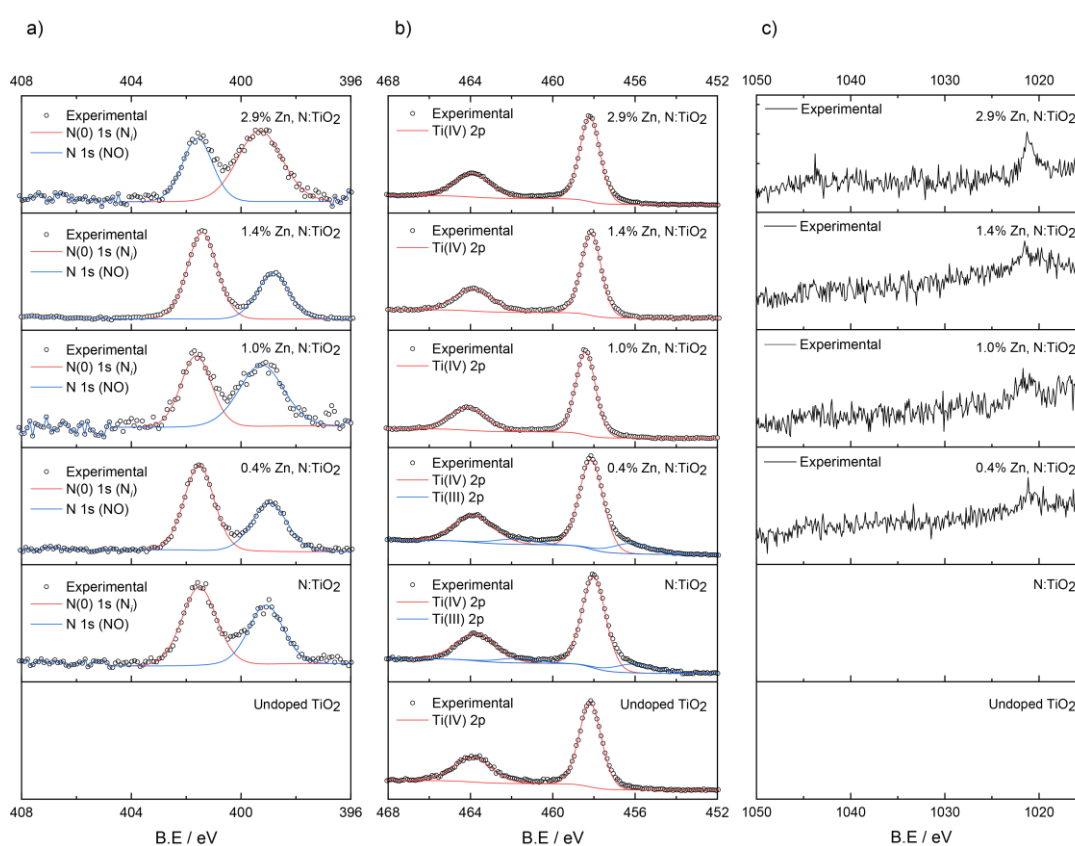 a)
b)
c)
408 404 400 396
468 464 460 456 452
1050 1040 1030 1020
Experimental
N(0) 1s (Ni)
N 1s (NO)
2.9% Zn, N:TiO2
Experimental
N(0) 1s (Ni)
N 1s (NO)
1.4% Zn, N:TiO2
Experimental
N(0) 1s (Ni)
N 1s (NO)
1.0% Zn, N:TiO2
Experimental
N(0) 1s (Ni)
N 1s (NO)
0.4% Zn, N:TiO2
Experimental
N(0) 1s (Ni)
N 1s (NO)
N:TiO2
Undoped TiO2
408 404 400 396
B.E / eV
Experimental
Ti(IV) 2p
2.9% Zn, N:TiO2
Experimental
Ti(IV) 2p
1.4% Zn, N:TiO2
Experimental
Ti(IV) 2p
1.0% Zn, N:TiO2
Experimental
Ti(IV) 2p
Ti(III) 2p
0.4% Zn, N:TiO2
Experimental
Ti(IV) 2p
Ti(III) 2p
N:TiO2
Experimental
Ti(IV) 2p
Undoped TiO2
468 464 460 456 452
B.E / eV
Experimental
2.9% Zn, N:TiO2
Experimental
1.4% Zn, N:TiO2
Experimental
1.0% Zn, N:TiO2
Experimental
0.4% Zn, N:TiO2
N:TiO2
Undoped TiO2
1050 1040 1030 1020
B.E / eV